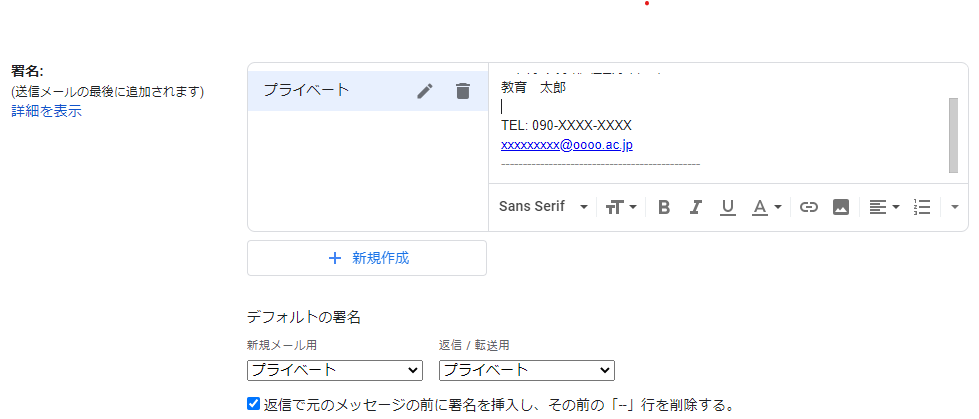 署名:
(送信メールの最後に追加されます)
詳細を表示
プライベート
教育　太郎
TEL: 090-XXXX-XXXX
xxxxxxxxx@oooo.ac.jp
----------------------------------------------
Sans Serif
B I U A
+ 新規作成
デフォルトの署名
新規メール用
返信 / 転送用
プライベート
プライベート
返信で元のメッセージの前に署名を挿入し、その前の「--」行を削除する。